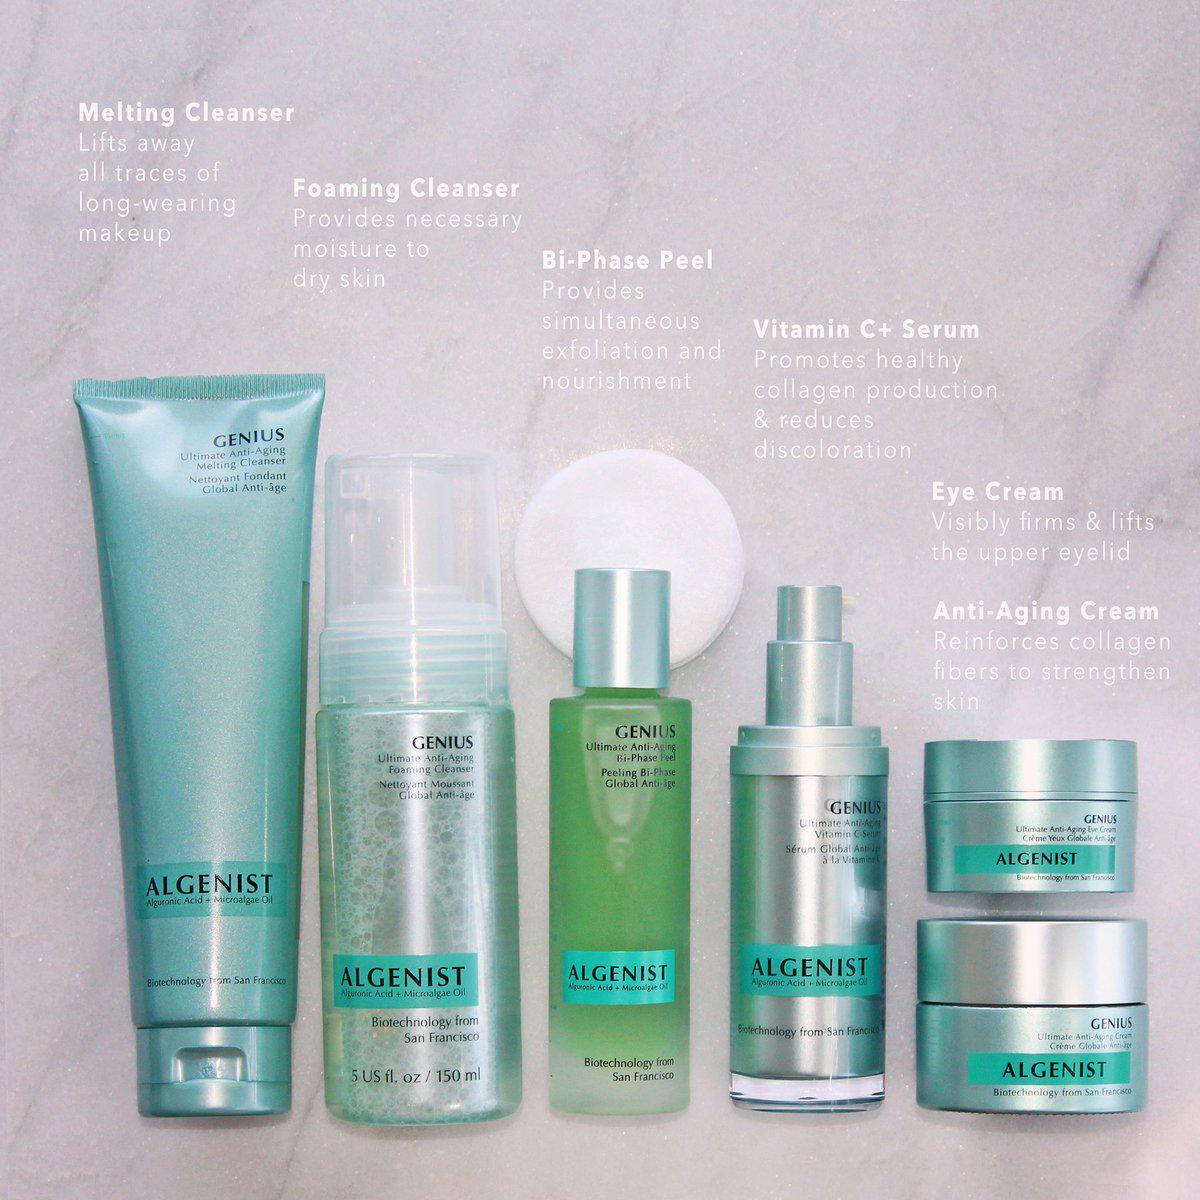 Melting Cleanser
Lifts away
all traces of
long-wearing
makeup
Foaming Cleanser
Provides necessary
moisture to
dry skin
Bi-Phase Peel
Provides
simultaneous
exfoliation and
nourishment
Vitamin C+ Serum
Promotes healthy
collagen production
& reduces
discoloration
Eye Cream
Visibly firms & lifts
the upper eyelid
Anti-Aging Cream
Reinforces collagen
fibers to strengthen
skin
GENIUS
Ultimate Anti-Aging
Melting Cleanser
Nettoyant Fondant
Global Anti-âge
ALGENIST
Alguronic Acid + Microalgae Oil
Biotechnology from San Francisco
GENIUS
Ultimate Anti-Aging
Foaming Cleanser
Nettoyant Moussant
Global Anti-âge
ALGENIST
Alguronic Acid + Microalgae Oil
Biotechnology from
San Francisco
5 US fl. oz / 150 ml
GENIUS
Ultimate Anti-Aging
Bi-Phase Peel
Peeling Bi-Phase
Global Anti-âge
ALGENIST
Alguronic Acid + Microalgae Oil
Biotechnology from
San Francisco
GENIUS
Ultimate Anti-Aging
Vitamin C+ Serum
Sérum Global Anti-âge
à la Vitamine C
ALGENIST
Alguronic Acid + Microalgae Oil
Biotechnology from San Francisco
GENIUS
Ultimate Anti-Aging Eye Cream
Crème Yeux Globale Anti-âge
ALGENIST
Biotechnology from San Francisco
GENIUS
Ultimate Anti-Aging Cream
Crème Globale Anti-âge
ALGENIST
Biotechnology from San Francisco